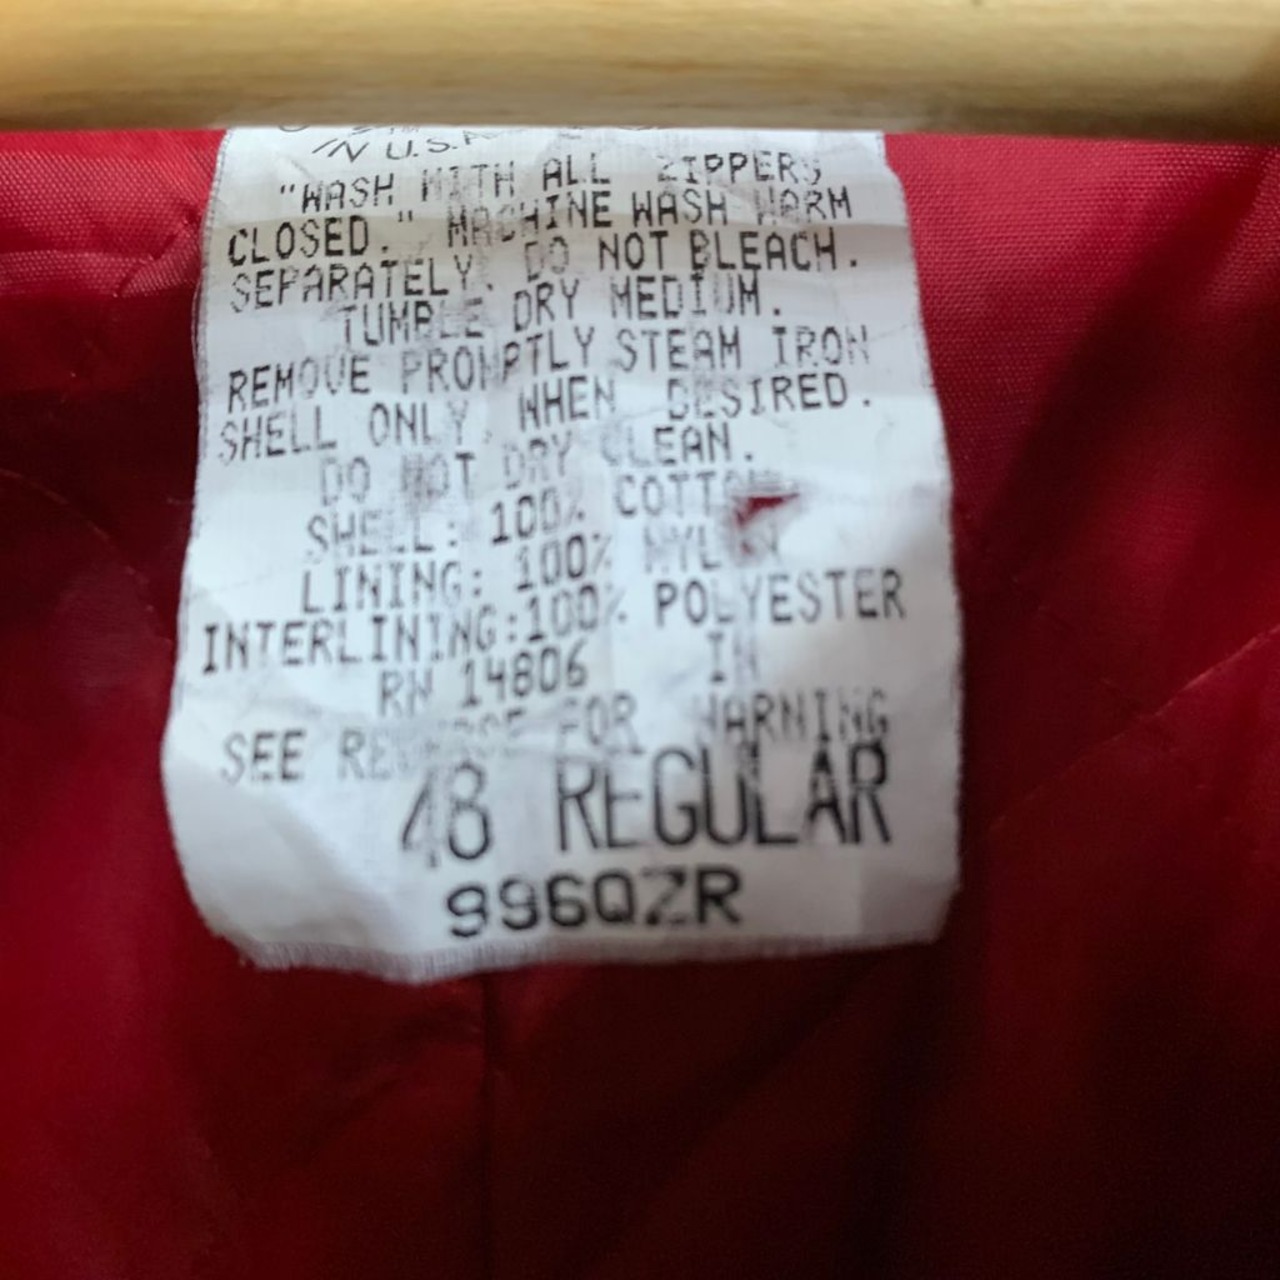 IN U.S.A.
"WASH WITH ALL ZIPPERS
CLOSED." MACHINE WASH WARM
SEPARATELY. DO NOT BLEACH.
TUMBLE DRY MEDIUM.
REMOVE PROMPTLY STEAM IRON
SHELL ONLY, WHEN DESIRED.
DO NOT DRY CLEAN.
SHELL: 100% COTTON
LINING: 100% NYLON
INTERLINING:100% POLYESTER
RN 14806 IN
SEE REVERSE FOR WARNING
48 REGULAR
996QZR